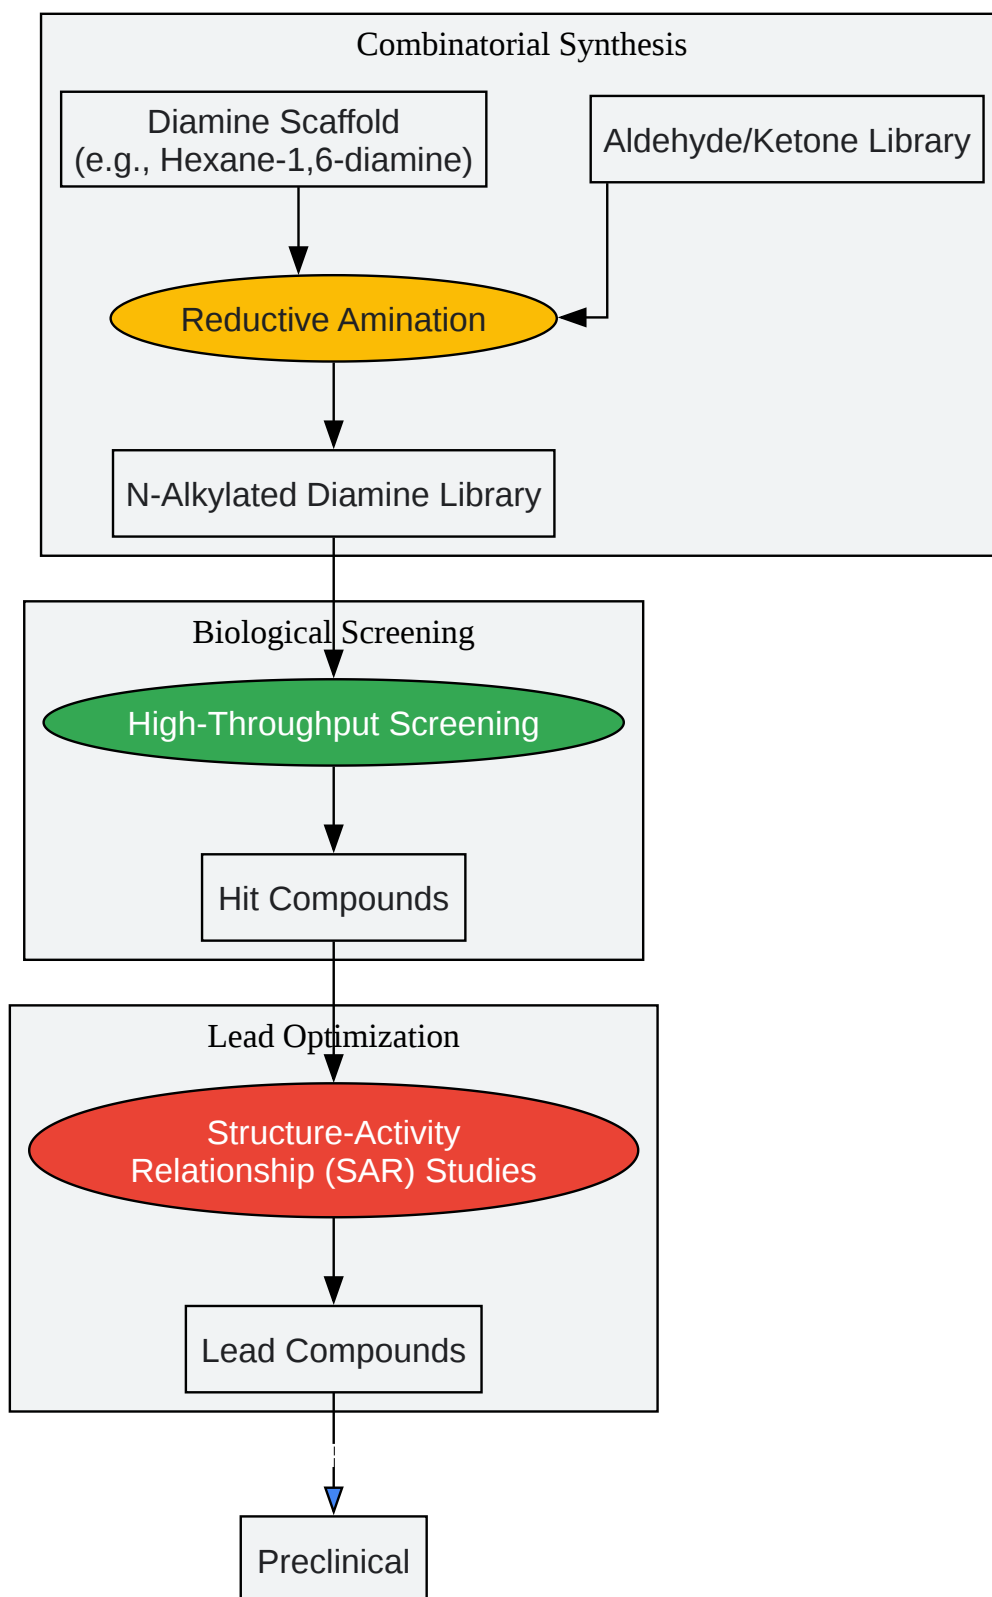 Combinatorial Synthesis
Diamine Scaffold
(e.g., Hexane-1,6-diamine)
Aldehyde/Ketone Library
Reductive Amination
N-Alkylated Diamine Library
Biological Screening
High-Throughput Screening
Hit Compounds
Lead Optimization
Structure-Activity
Relationship (SAR) Studies
Lead Compounds
Preclinical